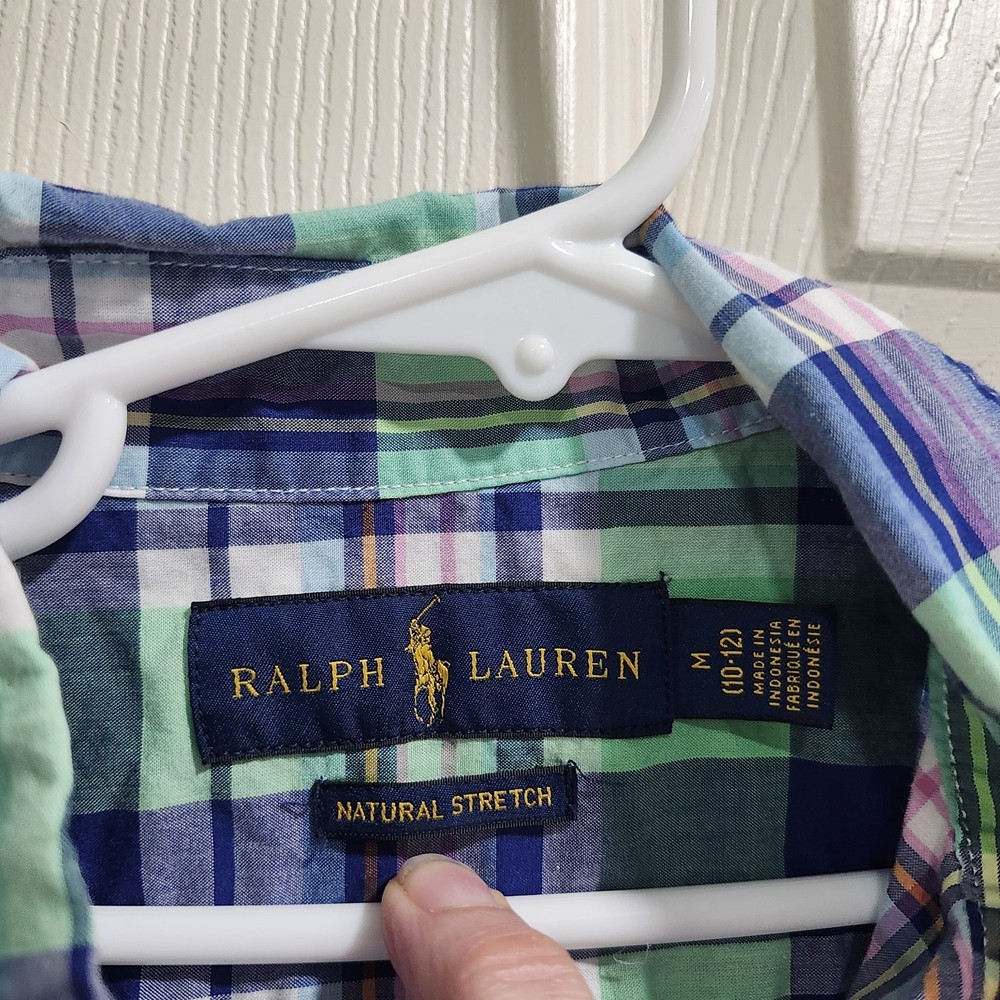 RALPH LAUREN
M
(10-12)
MADE IN
INDONESIA
FABRIQUÉ EN
INDONÉSIE
NATURAL STRETCH